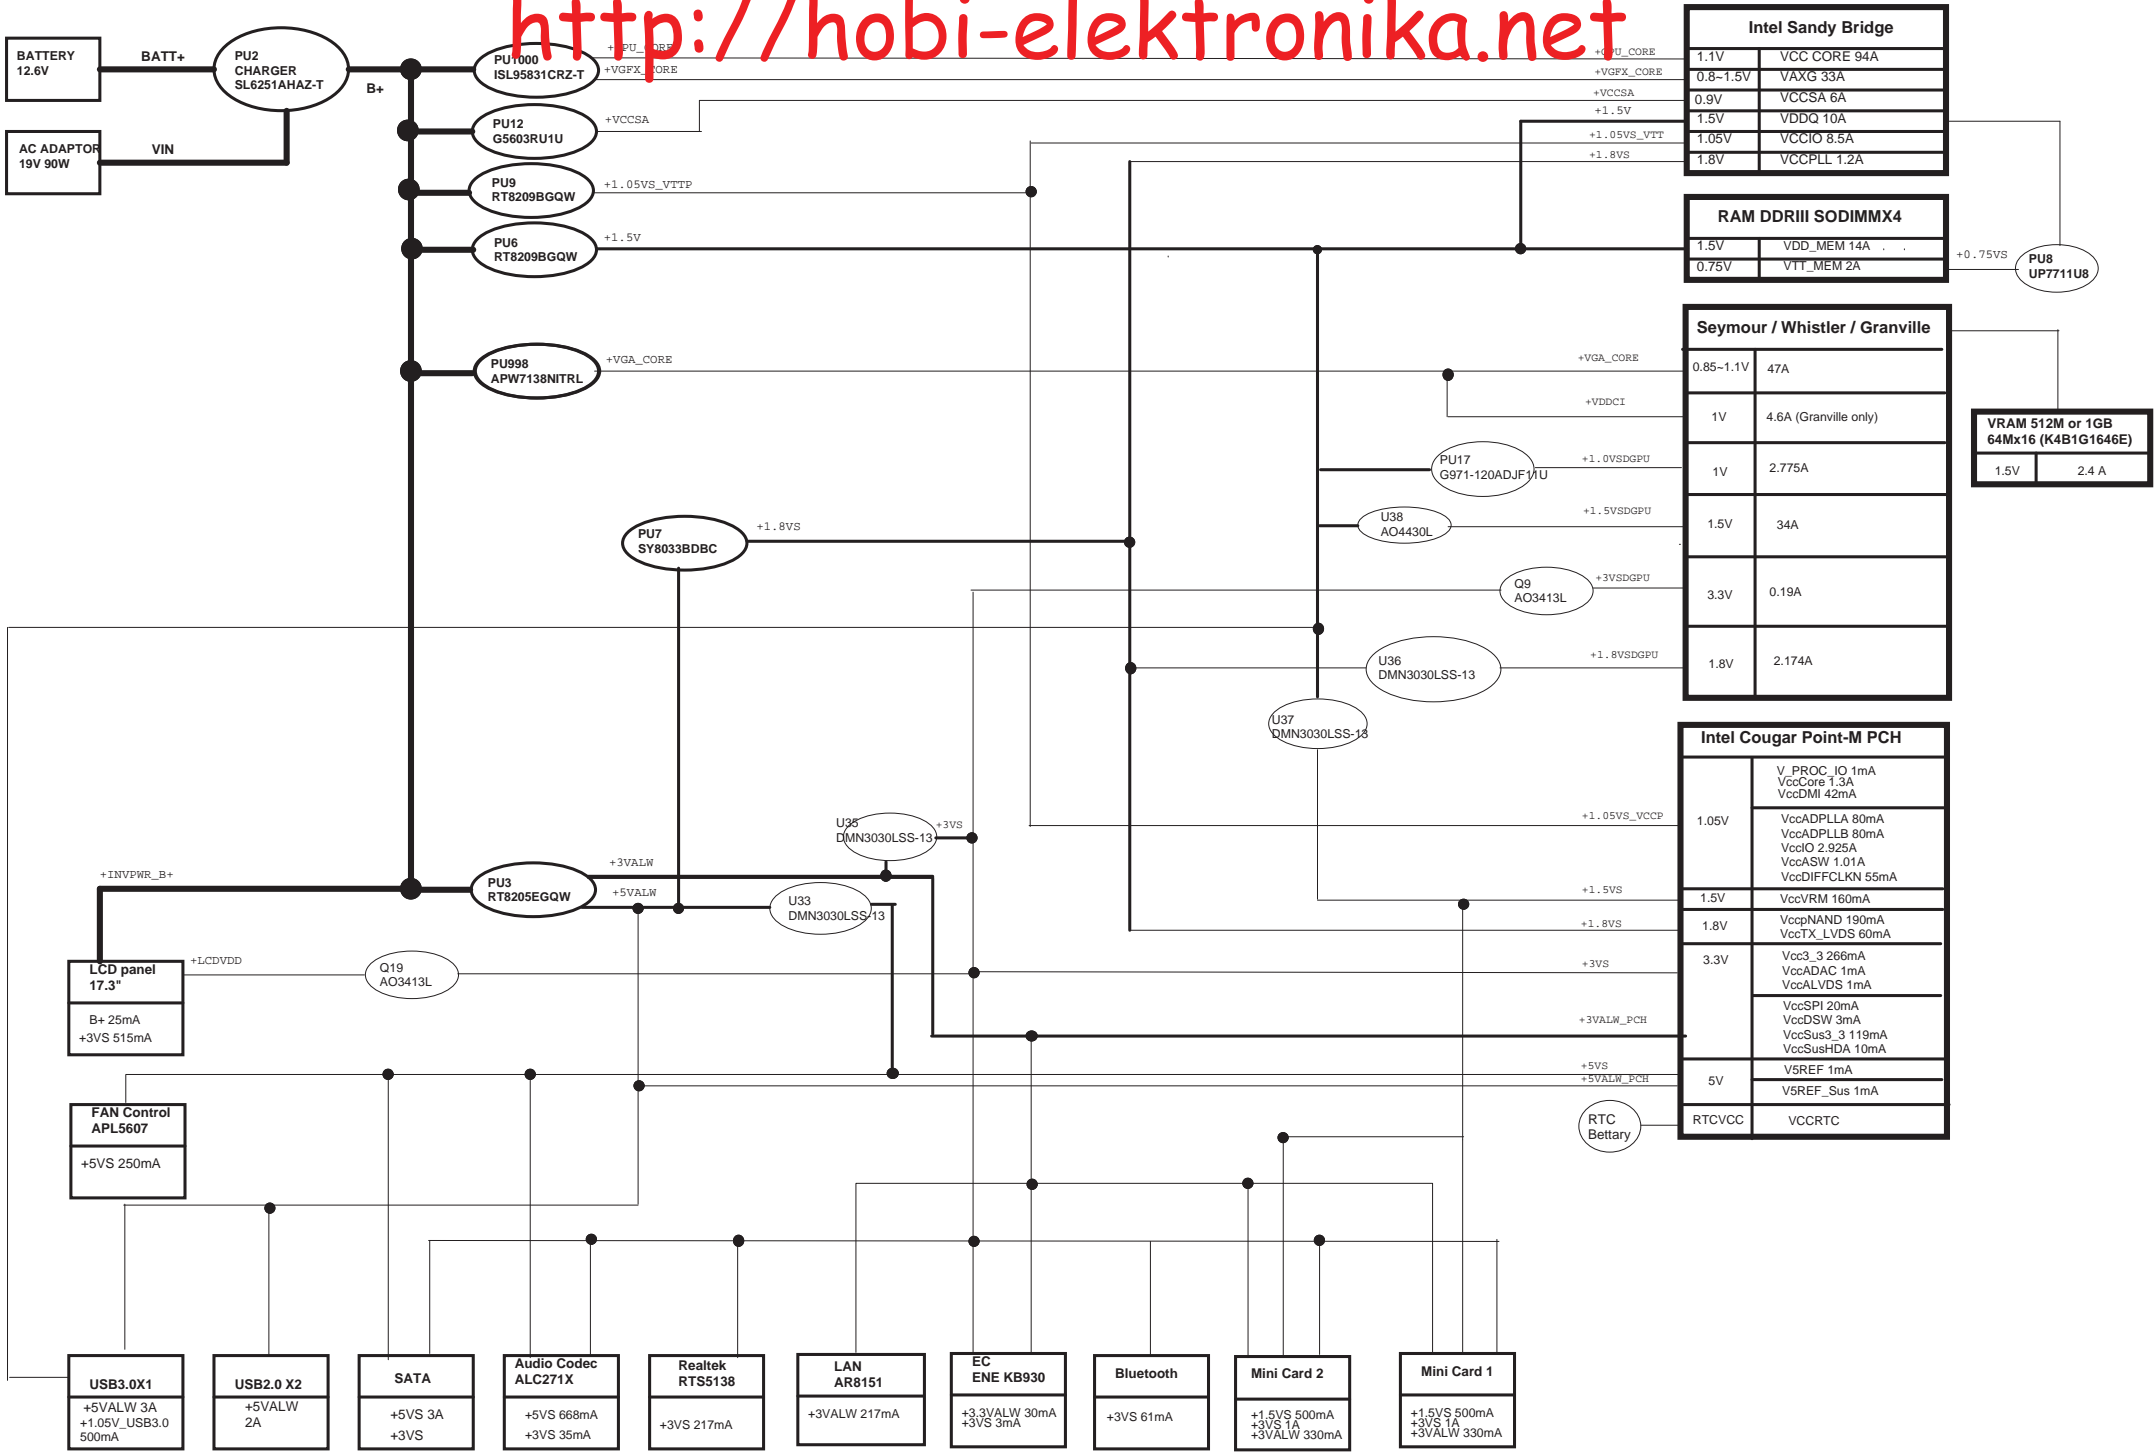 http://hobi-elektronika.net
BATTERY
12.6V
BATT+
PU2
CHARGER
SL6251AHAZ-T
B+
AC ADAPTOR
19V 90W
VIN
PU1000
ISL95831CRZ-T
+VGFX_CORE
PU12
G5603RU1U
+VCCSA
PU9
RT8209BGQW
+1.05VS_VTTP
PU6
RT8209BGQW
+1.5V
PU998
APW7138NITRL
+VGA_CORE
+VGFX_CORE
+VCCSA
+1.5V
+1.05VS_VTT
+1.8VS
Intel Sandy Bridge
1.1V VCC CORE 94A
0.8~1.5V VAXG 33A
0.9V VCCSA 6A
1.5V VDDQ 10A
1.05V VCCIO 8.5A
1.8V VCCPLL 1.2A
RAM DDRIII SODIMMX4
1.5V VDD_MEM 14A
0.75V VTT_MEM 2A
+0.75VS
PU8
UP7711U8
Seymour / Whistler / Granville
+VGA_CORE
0.85~1.1V 47A
+VDDCI
1V 4.6A (Granville only)
PU17
G971-120ADJF11U
+1.0VSDGPU
1V 2.775A
U38
AO4430L
+1.5VSDGPU
1.5V 34A
Q9
AO3413L
+3VSDGPU
3.3V 0.19A
U36
DMN3030LSS-13
+1.8VSDGPU
1.8V 2.174A
VRAM 512M or 1GB
64Mx16 (K4B1G1646E)
1.5V 2.4 A
PU7
SY8033BDBC
+1.8VS
U37
DMN3030LSS-13
U35
DMN3030LSS-13
+3VS
PU3
RT8205EGQW
+3VALW
+5VALW
U33
DMN3030LSS-13
+INVPWR_B+
LCD panel
17.3"
B+ 25mA
+3VS 515mA
+LCDVDD
Q19
AO3413L
Intel Cougar Point-M PCH
+1.05VS_VCCP
1.05V
V_PROC_IO 1mA
VccCore 1.3A
VccDMI 42mA
VccADPLLA 80mA
VccADPLLB 80mA
VccIO 2.925A
VccASW 1.01A
VccDIFFCLKN 55mA
+1.5VS
1.5V VccVRM 160mA
+1.8VS
1.8V
VccpNAND 190mA
VccTX_LVDS 60mA
+3VS
3.3V
Vcc3_3 266mA
VccADAC 1mA
VccALVDS 1mA
+3VALW_PCH
VccSPI 20mA
VccDSW 3mA
VccSus3_3 119mA
VccSusHDA 10mA
+5VS
+5VALW_PCH
5V
V5REF 1mA
V5REF_Sus 1mA
RTC
Bettary
RTCVCC VCCRTC
FAN Control
APL5607
+5VS 250mA
USB3.0X1
+5VALW 3A
+1.05V_USB3.0
500mA
USB2.0 X2
+5VALW
2A
SATA
+5VS 3A
+3VS
Audio Codec
ALC271X
+5VS 668mA
+3VS 35mA
Realtek
RTS5138
+3VS 217mA
LAN
AR8151
+3VALW 217mA
EC
ENE KB930
+3.3VALW 30mA
+3VS 3mA
Bluetooth
+3VS 61mA
Mini Card 2
+1.5VS 500mA
+3VS 1A
+3VALW 330mA
Mini Card 1
+1.5VS 500mA
+3VS 1A
+3VALW 330mA